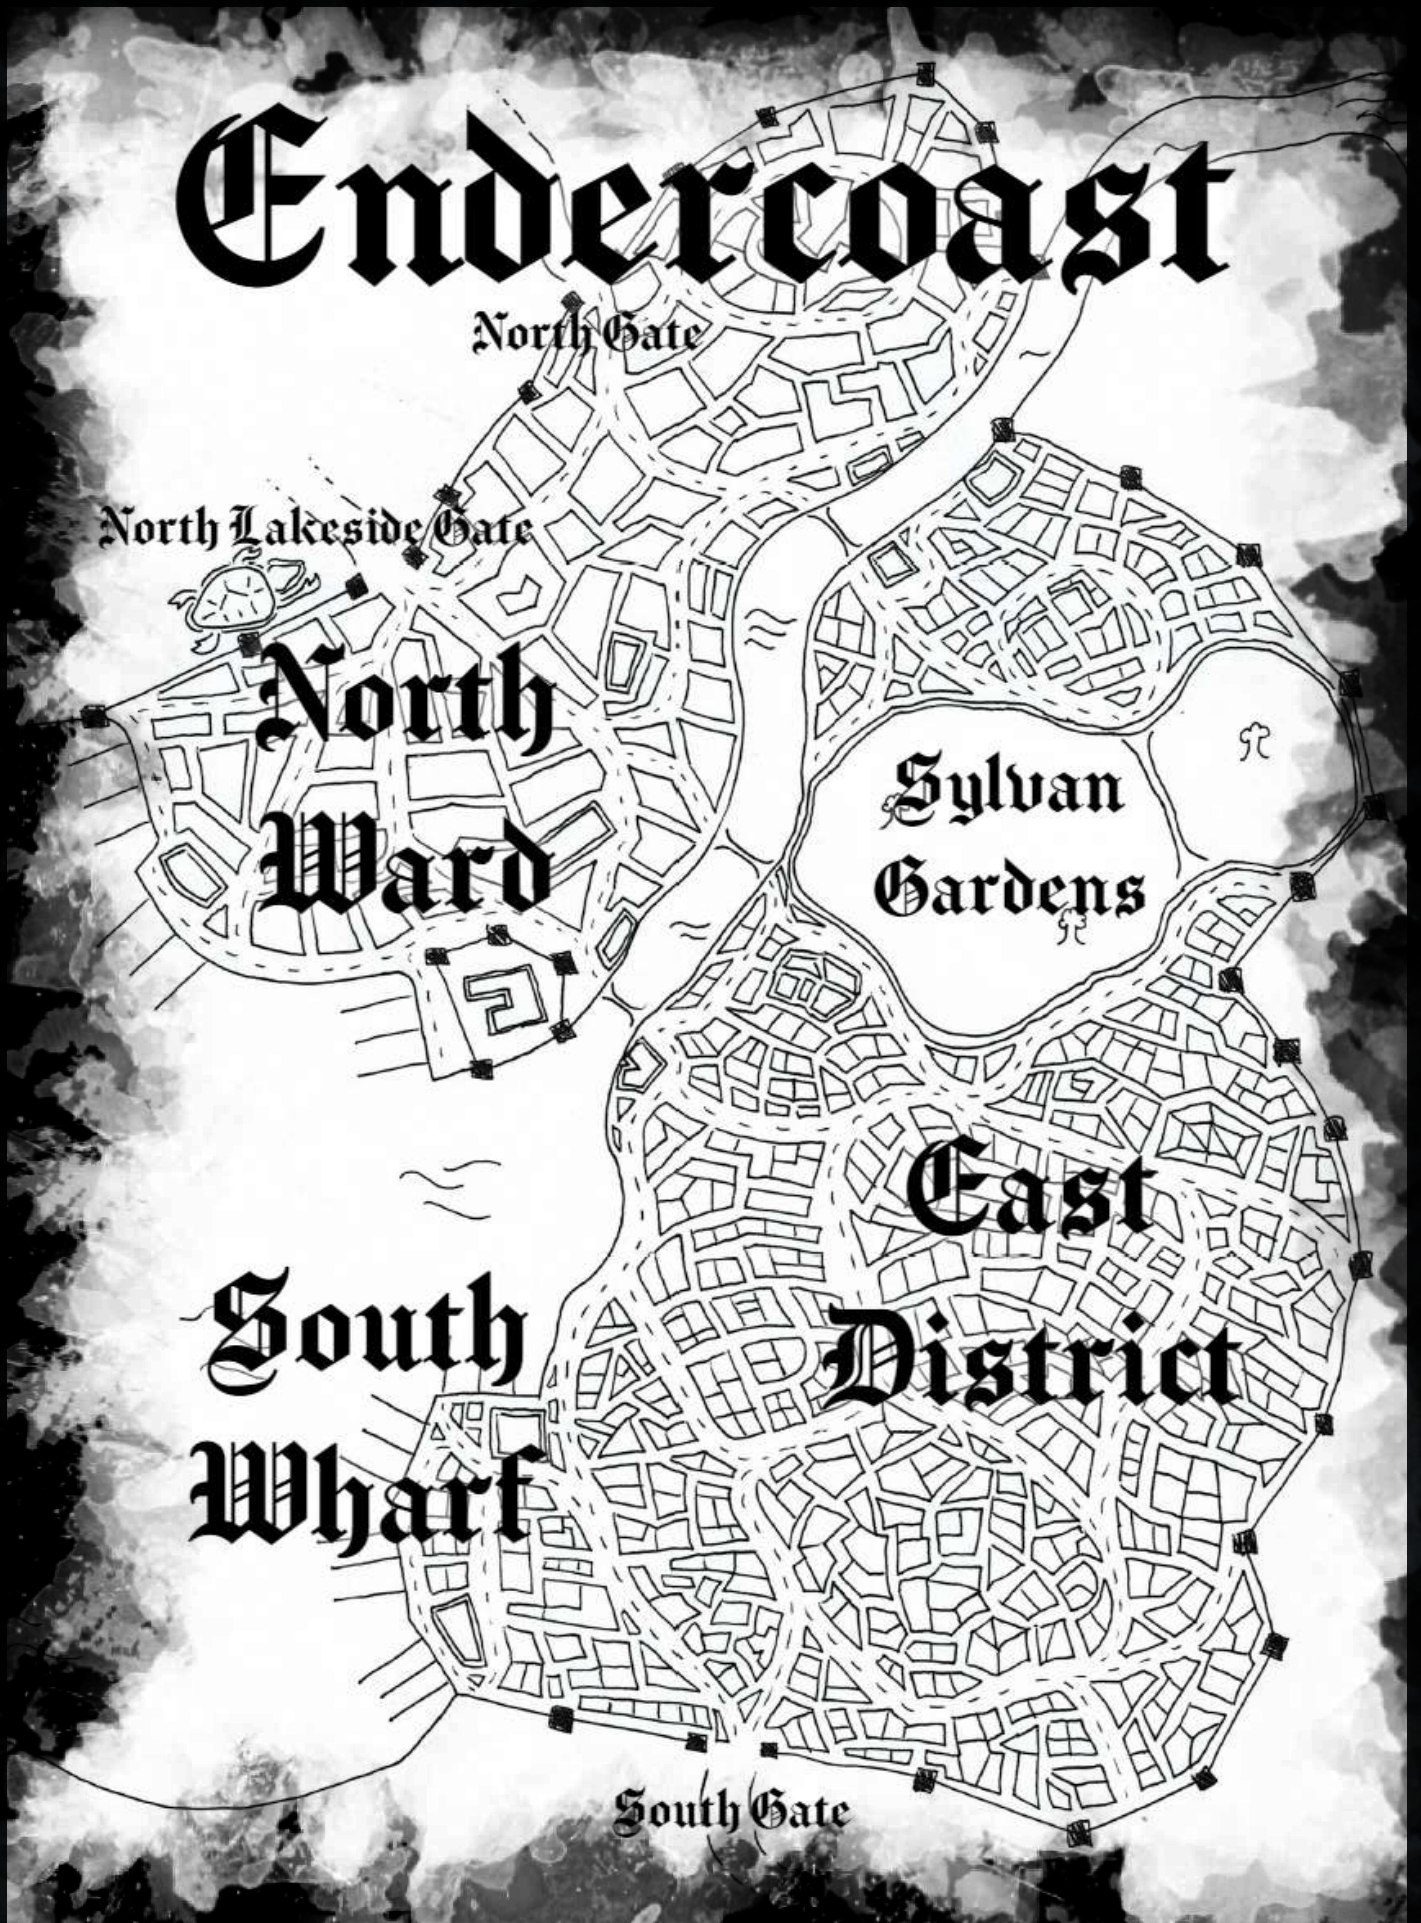 Endercoast
North Gate
North Lakeside Gate
North
Ward
Sylvan
Gardens
East
District
South
Wharf
South Gate